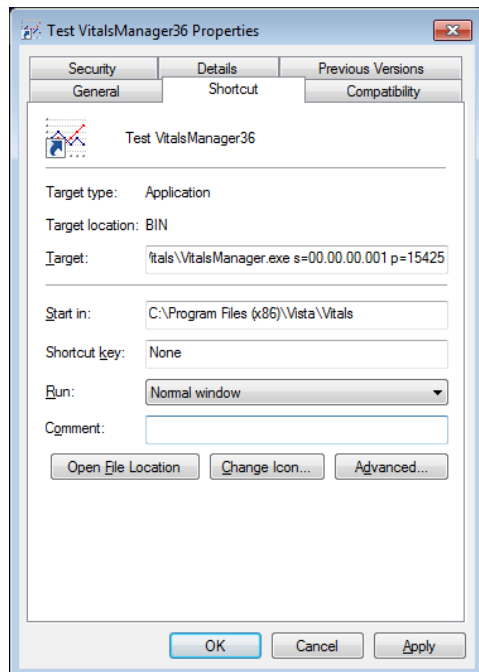 Test VitalsManager36 Properties
Security Details Previous Versions
General Shortcut Compatibility
Test VitalsManager36
Target type: Application
Target location: BIN
Target: itals\VitalsManager.exe s=00.00.00.001 p=15425
Start in: C:\Program Files (x86)\Vista\Vitals
Shortcut key: None
Run: Normal window
Comment:
Open File Location Change Icon... Advanced...
OK Cancel Apply